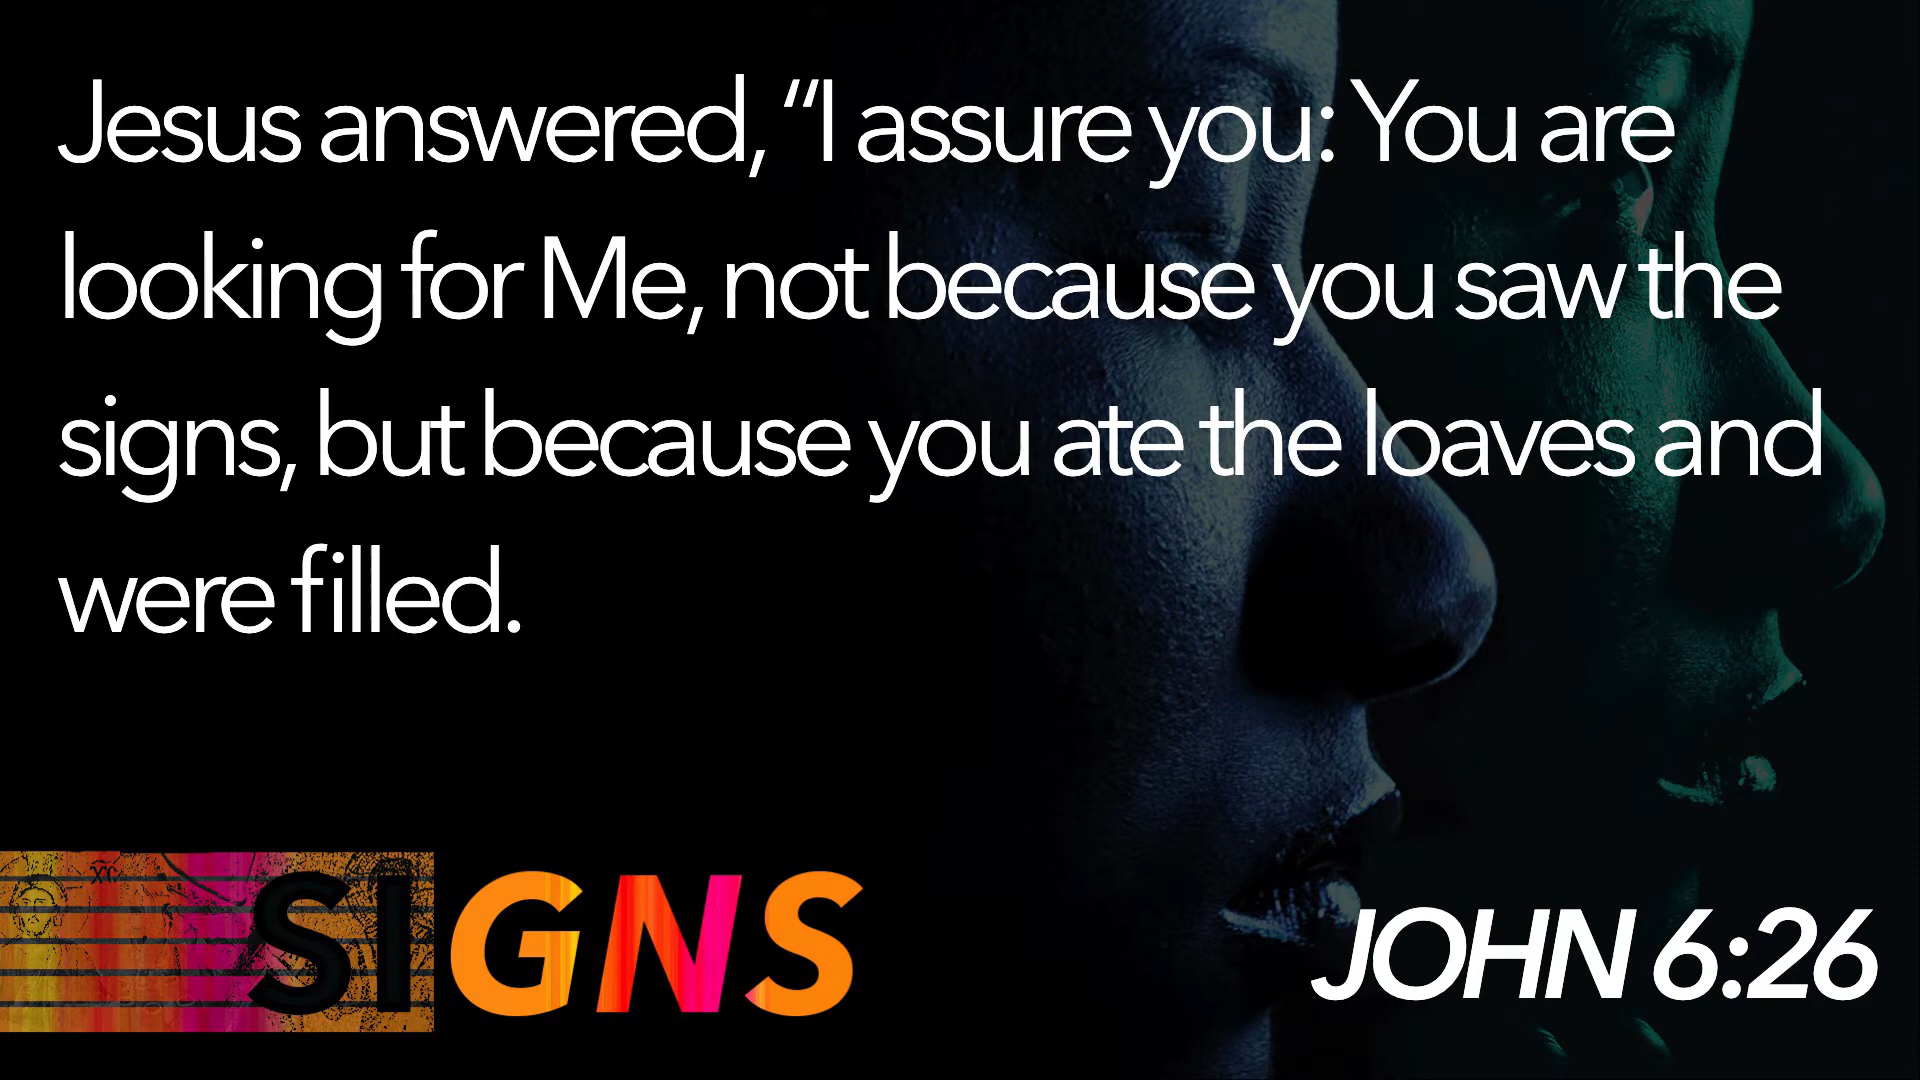 Jesus answered, “I assure you: You are
looking for Me, not because you saw the
signs, but because you ate the loaves and
were filled.
SIGNS
JOHN 6:26